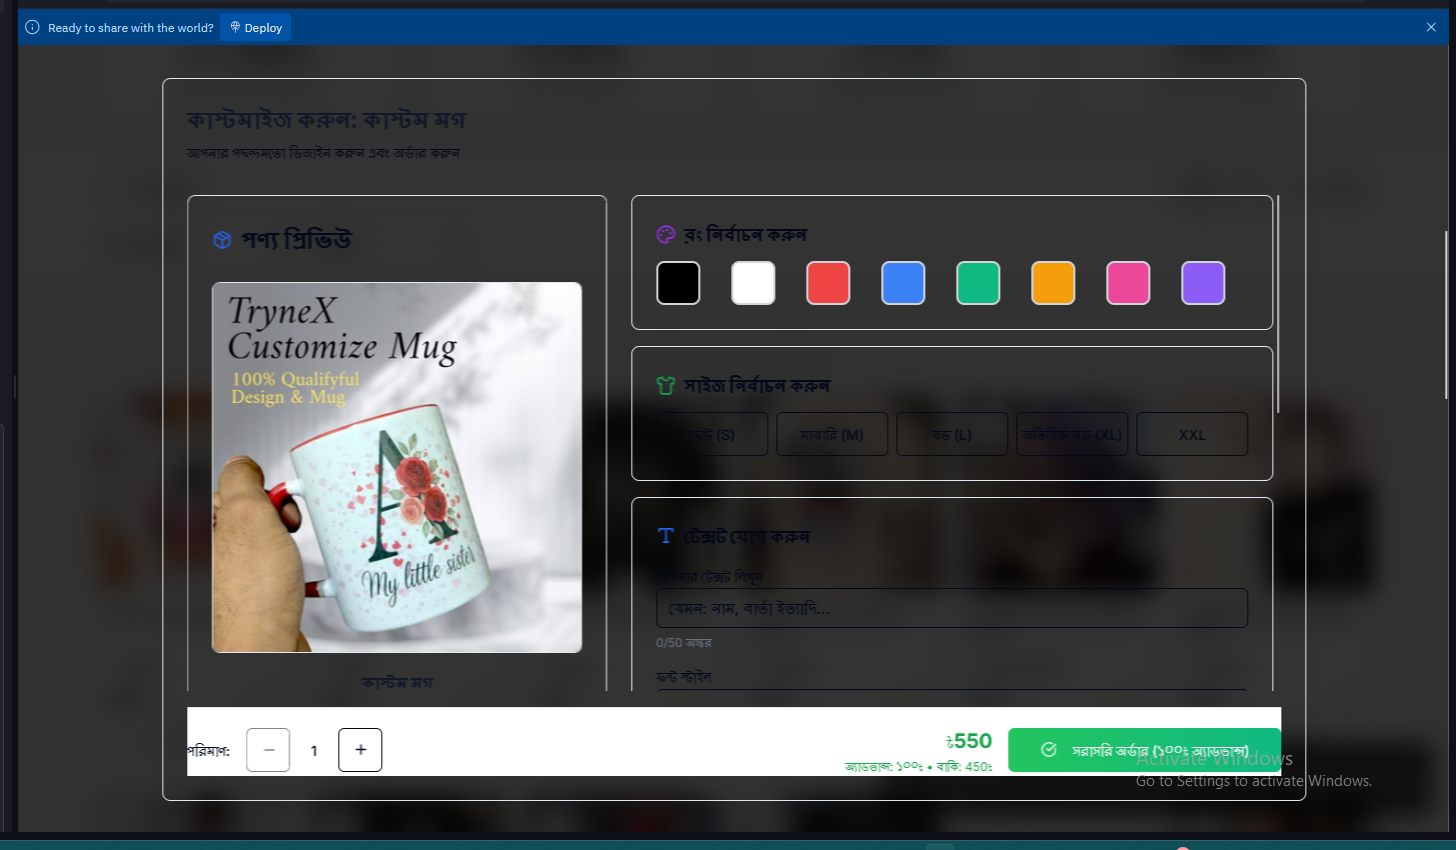 Ready to share with the world?
Deploy
কাস্টমাইজ করুন: কাস্টম মগ
আপনার পছন্দমতো ডিজাইন করুন এবং অর্ডার করুন
পণ্য প্রিভিউ
TryneX
Customize Mug
100% Qualifyful
Design & Mug
A
My little sister
কাস্টম মগ
রং নির্বাচন করুন
সাইজ নির্বাচন করুন
ছোট (S)
মাঝারি (M)
বড় (L)
অতিরিক্ত বড় (XL)
XXL
টেক্সট যোগ করুন
আপনার টেক্সট লিখুন
যেমন: নাম, বার্তা ইত্যাদি...
0/50 অক্ষর
ফন্ট স্টাইল
পরিমাণ:
1
৳550
অ্যাডভান্স: ১০০৳ • বাকি: 450৳
সরাসরি অর্ডার (১০০৳ অ্যাডভান্স)
Activate Windows
Go to Settings to activate Windows.